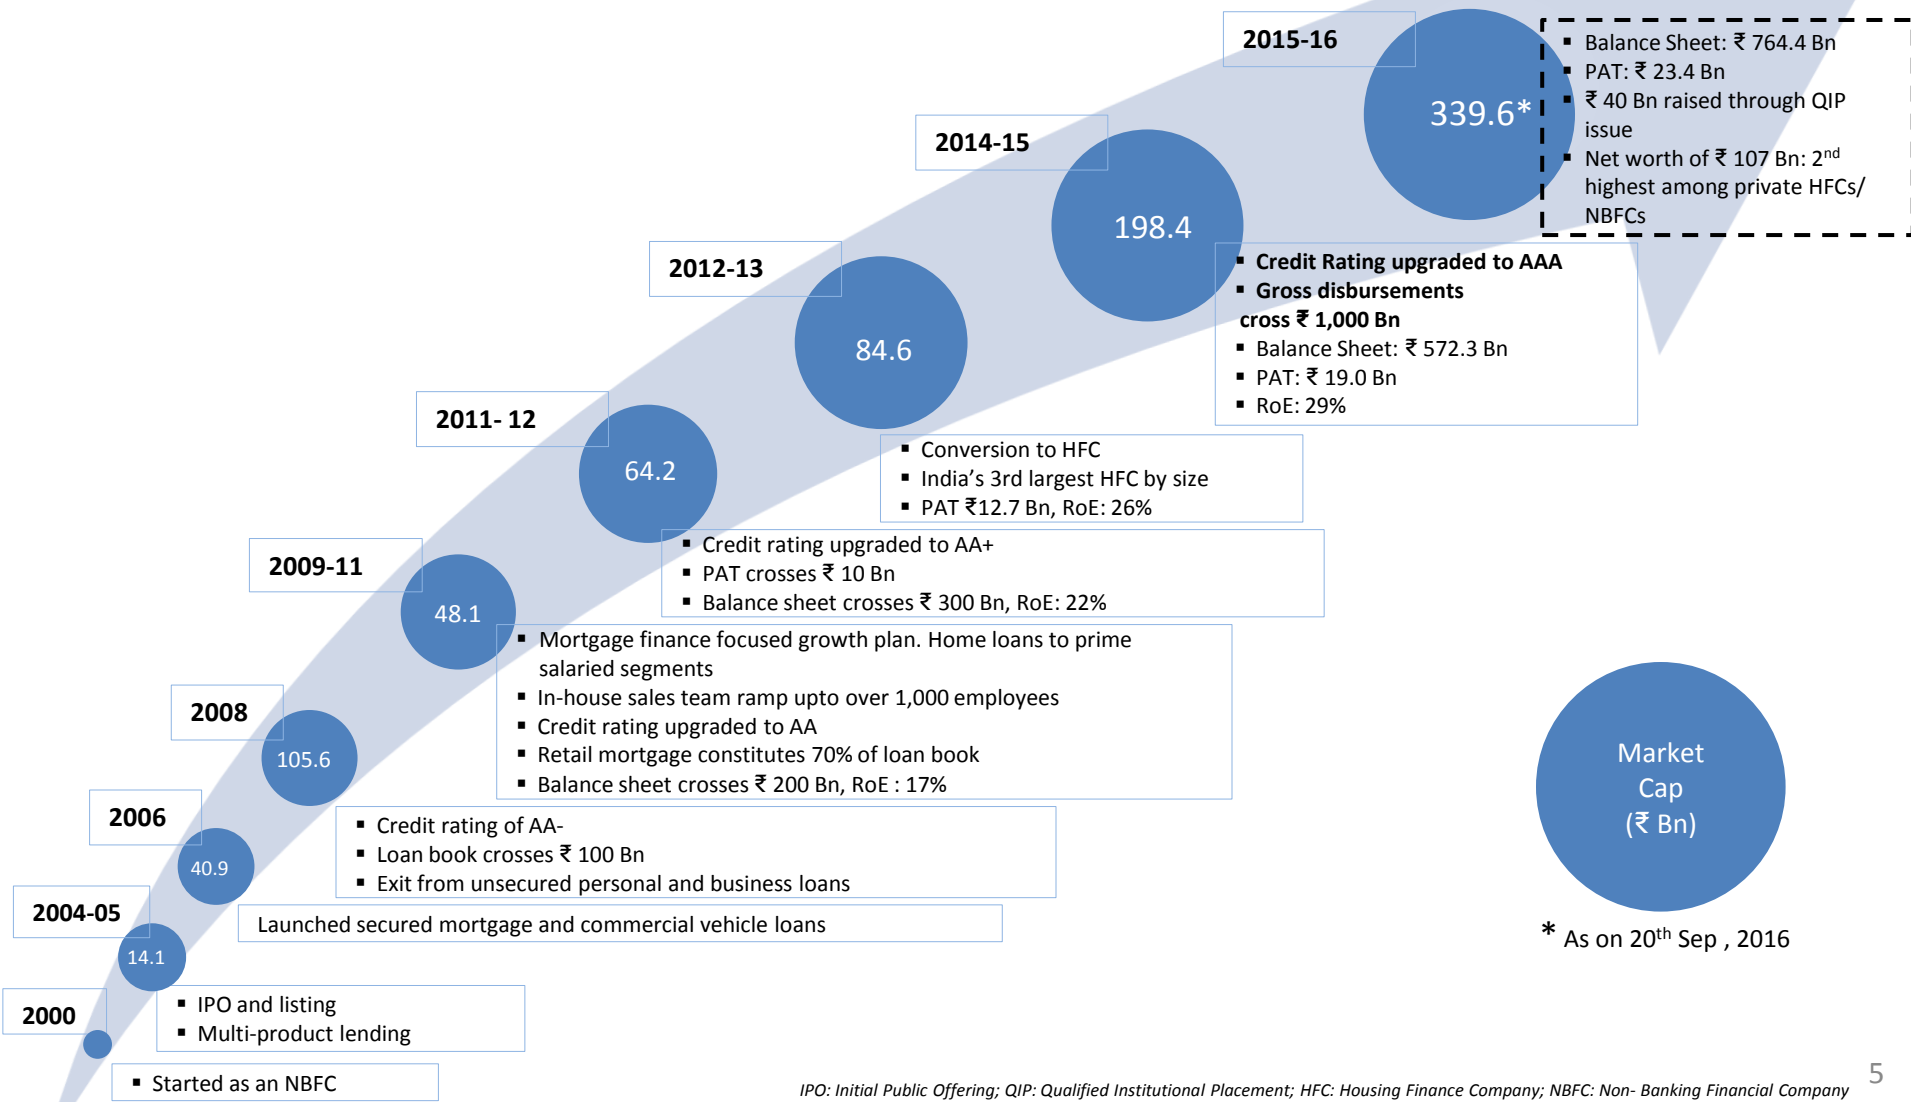 2015-16
339.6*
▪ Balance Sheet: ₹ 764.4 Bn
▪ PAT: ₹ 23.4 Bn
▪ ₹ 40 Bn raised through QIP
issue
▪ Net worth of ₹ 107 Bn: 2nd
highest among private HFCs/
NBFCs
2014-15
198.4
▪ Credit Rating upgraded to AAA
▪ Gross disbursements
cross ₹ 1,000 Bn
▪ Balance Sheet: ₹ 572.3 Bn
▪ PAT: ₹ 19.0 Bn
▪ RoE: 29%
2012-13
84.6
▪ Conversion to HFC
▪ India’s 3rd largest HFC by size
▪ PAT ₹12.7 Bn, RoE: 26%
2011- 12
64.2
▪ Credit rating upgraded to AA+
▪ PAT crosses ₹ 10 Bn
▪ Balance sheet crosses ₹ 300 Bn, RoE: 22%
2009-11
48.1
▪ Mortgage finance focused growth plan. Home loans to prime
salaried segments
▪ In-house sales team ramp upto over 1,000 employees
▪ Credit rating upgraded to AA
▪ Retail mortgage constitutes 70% of loan book
▪ Balance sheet crosses ₹ 200 Bn, RoE : 17%
2008
105.6
▪ Credit rating of AA-
▪ Loan book crosses ₹ 100 Bn
▪ Exit from unsecured personal and business loans
2006
40.9
Launched secured mortgage and commercial vehicle loans
2004-05
14.1
▪ IPO and listing
▪ Multi-product lending
2000
▪ Started as an NBFC
Market
Cap
(₹ Bn)
* As on 20th Sep , 2016
IPO: Initial Public Offering; QIP: Qualified Institutional Placement; HFC: Housing Finance Company; NBFC: Non- Banking Financial Company
5